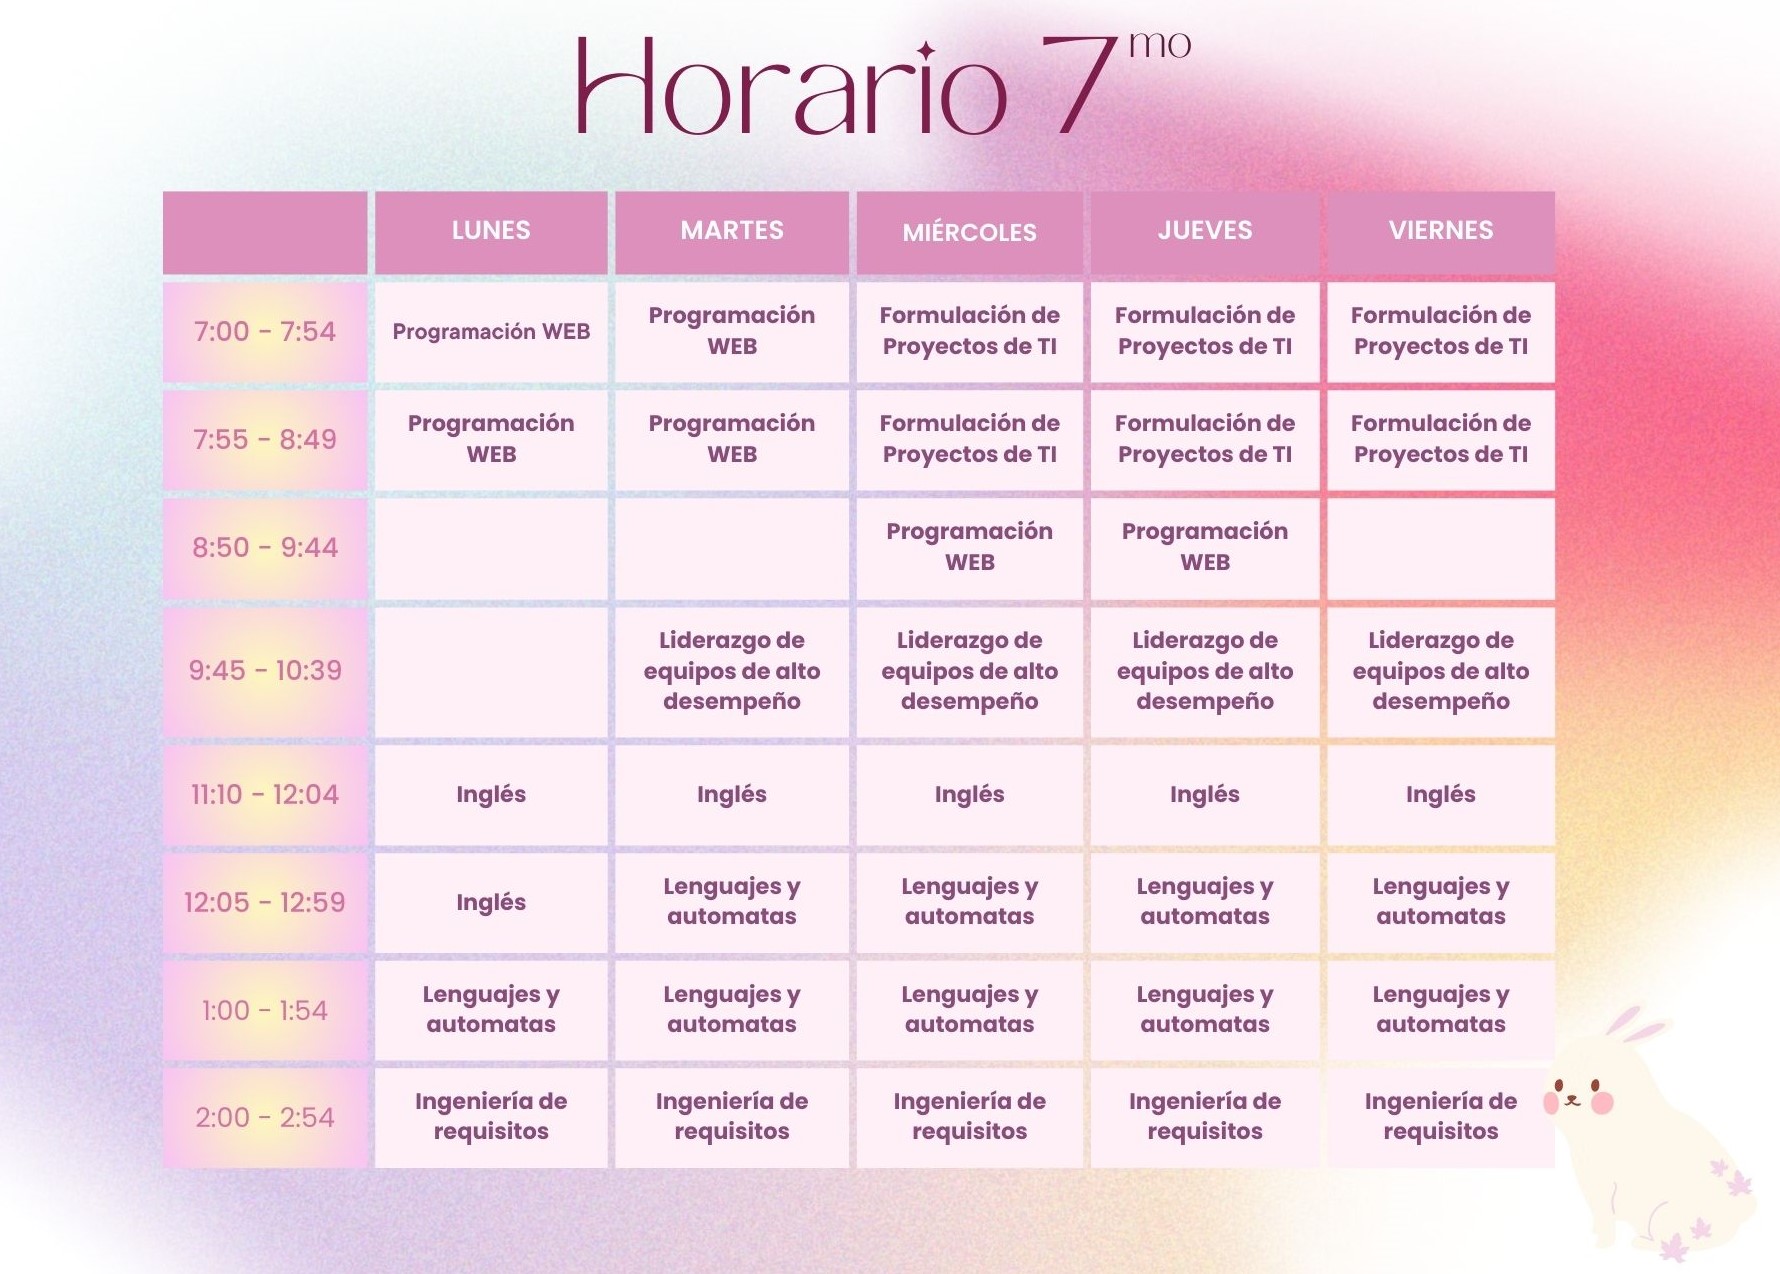 Horario 7mo
LUNES MARTES MIÉRCOLES JUEVES VIERNES
7:00 - 7:54
Programación WEB
Programación
WEB
Formulación de
Proyectos de TI
Formulación de
Proyectos de TI
Formulación de
Proyectos de TI
7:55 - 8:49
Programación
WEB
Programación
WEB
Formulación de
Proyectos de TI
Formulación de
Proyectos de TI
Formulación de
Proyectos de TI
8:50 - 9:44
Programación
WEB
Programación
WEB
9:45 - 10:39
Liderazgo de
equipos de alto
desempeño
Liderazgo de
equipos de alto
desempeño
Liderazgo de
equipos de alto
desempeño
Liderazgo de
equipos de alto
desempeño
11:10 - 12:04
Inglés
Inglés
Inglés
Inglés
Inglés
12:05 - 12:59
Inglés
Lenguajes y
automatas
Lenguajes y
automatas
Lenguajes y
automatas
Lenguajes y
automatas
1:00 - 1:54
Lenguajes y
automatas
Lenguajes y
automatas
Lenguajes y
automatas
Lenguajes y
automatas
Lenguajes y
automatas
2:00 - 2:54
Ingeniería de
requisitos
Ingeniería de
requisitos
Ingeniería de
requisitos
Ingeniería de
requisitos
Ingeniería de
requisitos